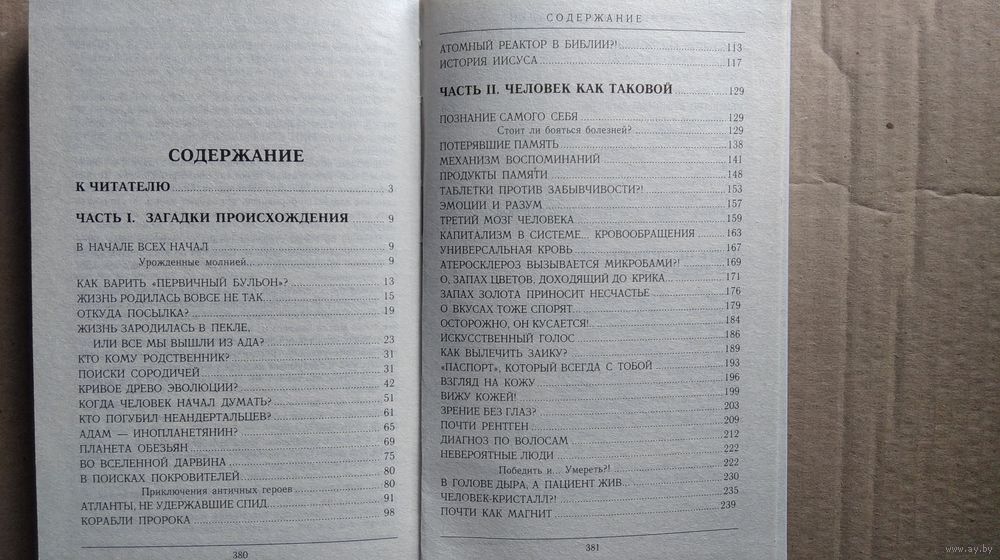 СОДЕРЖАНИЕ
К ЧИТАТЕЛЮ 3
ЧАСТЬ I. ЗАГАДКИ ПРОИСХОЖДЕНИЯ 9
В НАЧАЛЕ ВСЕХ НАЧАЛ 9
Урожденные молнией... 9
КАК ВАРИТЬ «ПЕРВИЧНЫЙ БУЛЬОН»? 13
ЖИЗНЬ РОДИЛАСЬ ВОВСЕ НЕ ТАК... 15
ОТКУДА ПОСЫЛКА? 19
ЖИЗНЬ ЗАРОДИЛАСЬ В ПЕКЛЕ,
ИЛИ ВСЕ МЫ ВЫШЛИ ИЗ АДА? 23
КТО КОМУ РОДСТВЕННИК? 31
ПОИСКИ СОРОДИЧЕЙ 31
КРИВОЕ ДРЕВО ЭВОЛЮЦИИ? 42
КОГДА ЧЕЛОВЕК НАЧАЛ ДУМАТЬ? 51
КТО ПОГУБИЛ НЕАНДЕРТАЛЬЦЕВ? 61
АДАМ — ИНОПЛАНЕТЯНИН? 65
ПЛАНЕТА ОБЕЗЬЯН 69
ВО ВСЕЛЕННОЙ ДАРВИНА 75
В ПОИСКАХ ПОКРОВИТЕЛЕЙ 80
Приключения античных героев 80
АТЛАНТЫ, НЕ УДЕРЖАВШИЕ СПИД 91
КОРАБЛИ ПРОРОКА 98
380
СОДЕРЖАНИЕ
АТОМНЫЙ РЕАКТОР В БИБЛИИ?! 113
ИСТОРИЯ ИИСУСА 117
ЧАСТЬ II. ЧЕЛОВЕК КАК ТАКОВОЙ 129
ПОЗНАНИЕ САМОГО СЕБЯ 129
Стоит ли бояться болезней? 129
ПОТЕРЯВШИЕ ПАМЯТЬ 138
МЕХАНИЗМ ВОСПОМИНАНИЙ 141
ПРОДУКТЫ ПАМЯТИ 148
ТАБЛЕТКИ ПРОТИВ ЗАБЫВЧИВОСТИ?! 153
ЭМОЦИИ И РАЗУМ 157
ТРЕТИЙ МОЗГ ЧЕЛОВЕКА 159
КАПИТАЛИЗМ В СИСТЕМЕ... КРОВООБРАЩЕНИЯ 163
УНИВЕРСАЛЬНАЯ КРОВЬ 167
АТЕРОСКЛЕРОЗ ВЫЗЫВАЕТСЯ МИКРОБАМИ?! 169
О, ЗАПАХ ЦВЕТОВ, ДОХОДЯЩИЙ ДО КРИКА... 171
ЗАПАХ ЗОЛОТА ПРИНОСИТ НЕСЧАСТЬЕ 176
О ВКУСАХ ТОЖЕ СПОРЯТ... 179
ОСТОРОЖНО, ОН КУСАЕТСЯ!.. 184
ИСКУССТВЕННЫЙ ГОЛОС 186
КАК ВЫЛЕЧИТЬ ЗАИКУ? 189
«ПАСПОРТ», КОТОРЫЙ ВСЕГДА С ТОБОЙ 193
ВЗГЛЯД НА КОЖУ 196
ВИЖУ КОЖЕЙ! 199
ЗРЕНИЕ БЕЗ ГЛАЗ? 203
ПОЧТИ РЕНТГЕН 209
ДИАГНОЗ ПО ВОЛОСАМ 212
НЕВЕРОЯТНЫЕ ЛЮДИ 222
Победить и... Умереть?! 222
В ГОЛОВЕ ДЫРА, А ПАЦИЕНТ ЖИВ... 230
ЧЕЛОВЕК-КРИСТАЛЛ?! 235
ПОЧТИ КАК МАГНИТ 239
381
www.ay.by